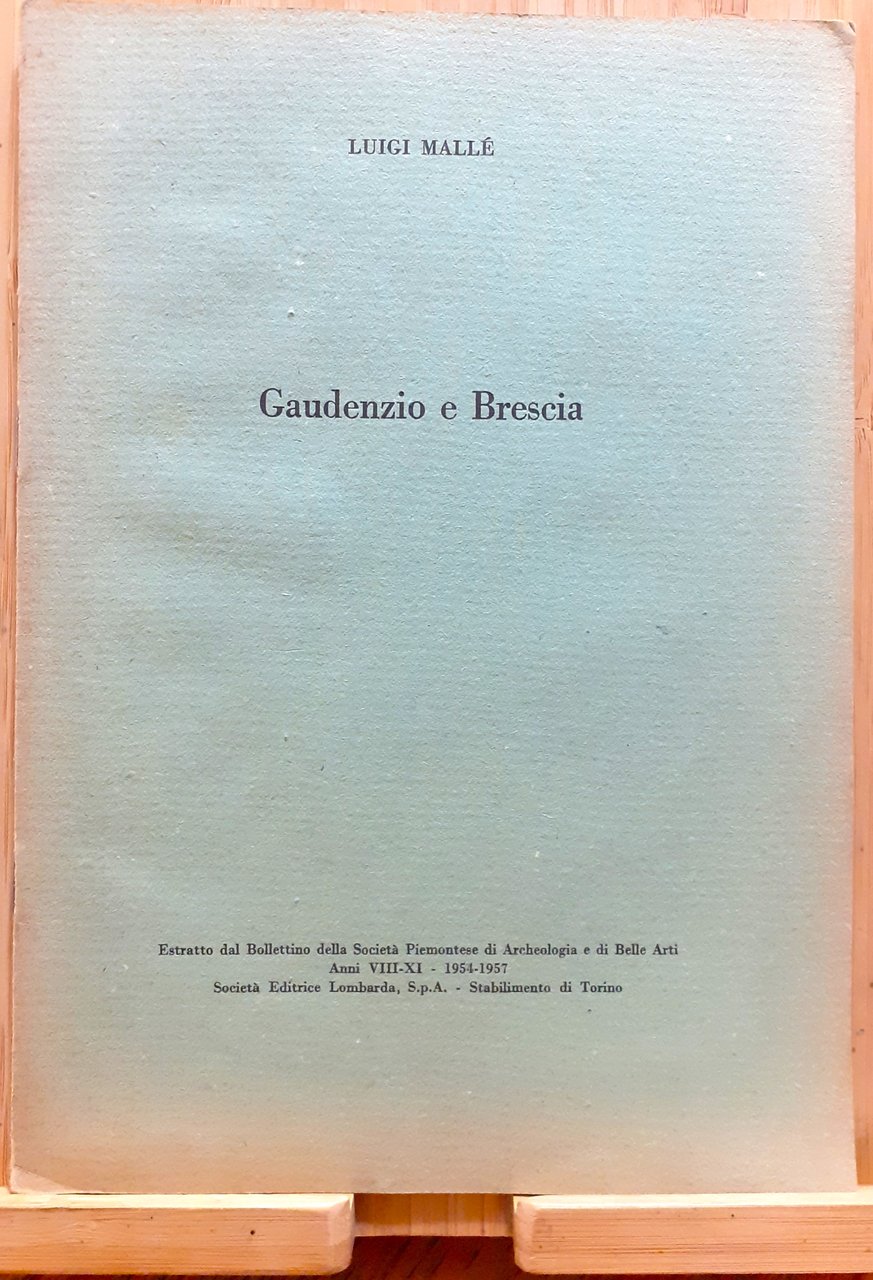 LUIGI MALLÉ
Gaudenzio e Brescia
Estratto dal Bollettino della Società Piemontese di Archeologia e di Belle Arti
Anni VIII-XI - 1954-1957
Società Editrice Lombarda, S.p.A. - Stabilimento di Torino